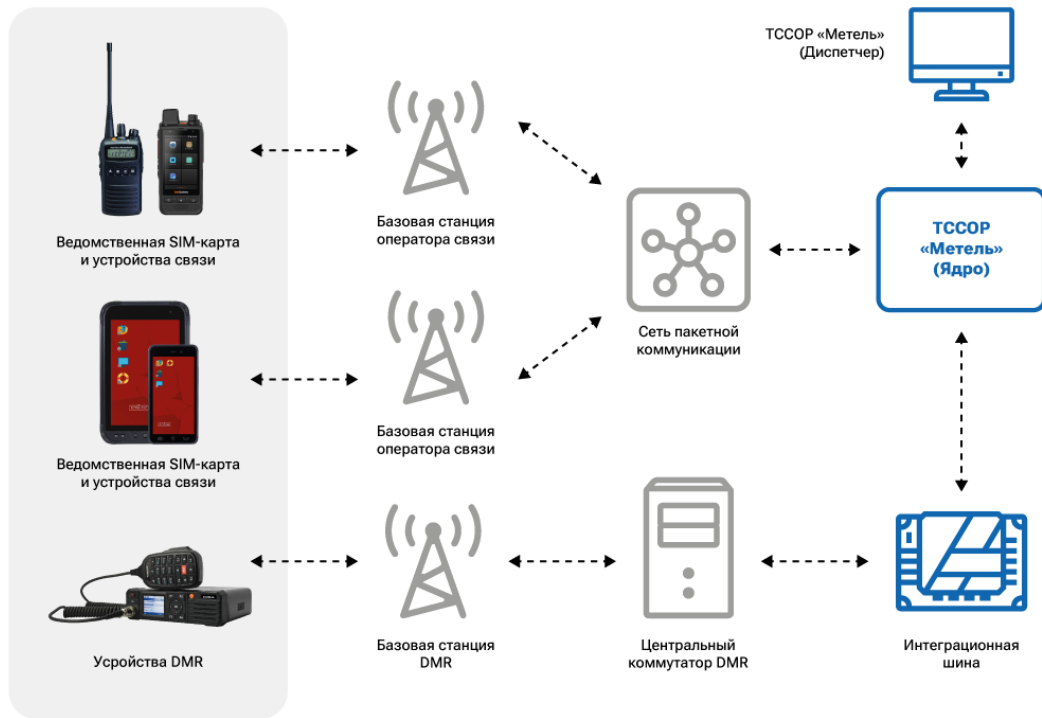 ТССОР «Метель»
(Диспетчер)
Ведомственная SIM-карта
и устройства связи
Базовая станция
оператора связи
ТССОР
«Метель»
(Ядро)
Сеть пакетной
коммуникации
Ведомственная SIM-карта
и устройства связи
Базовая станция
оператора связи
Усройства DMR
Базовая станция
DMR
Центральный
коммутатор DMR
Интеграционная
шина